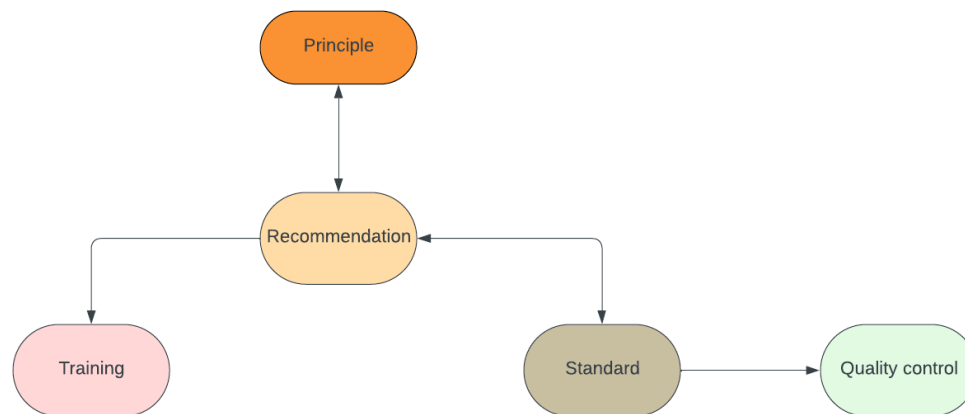 Principle
Recommendation
Training
Standard
Quality control